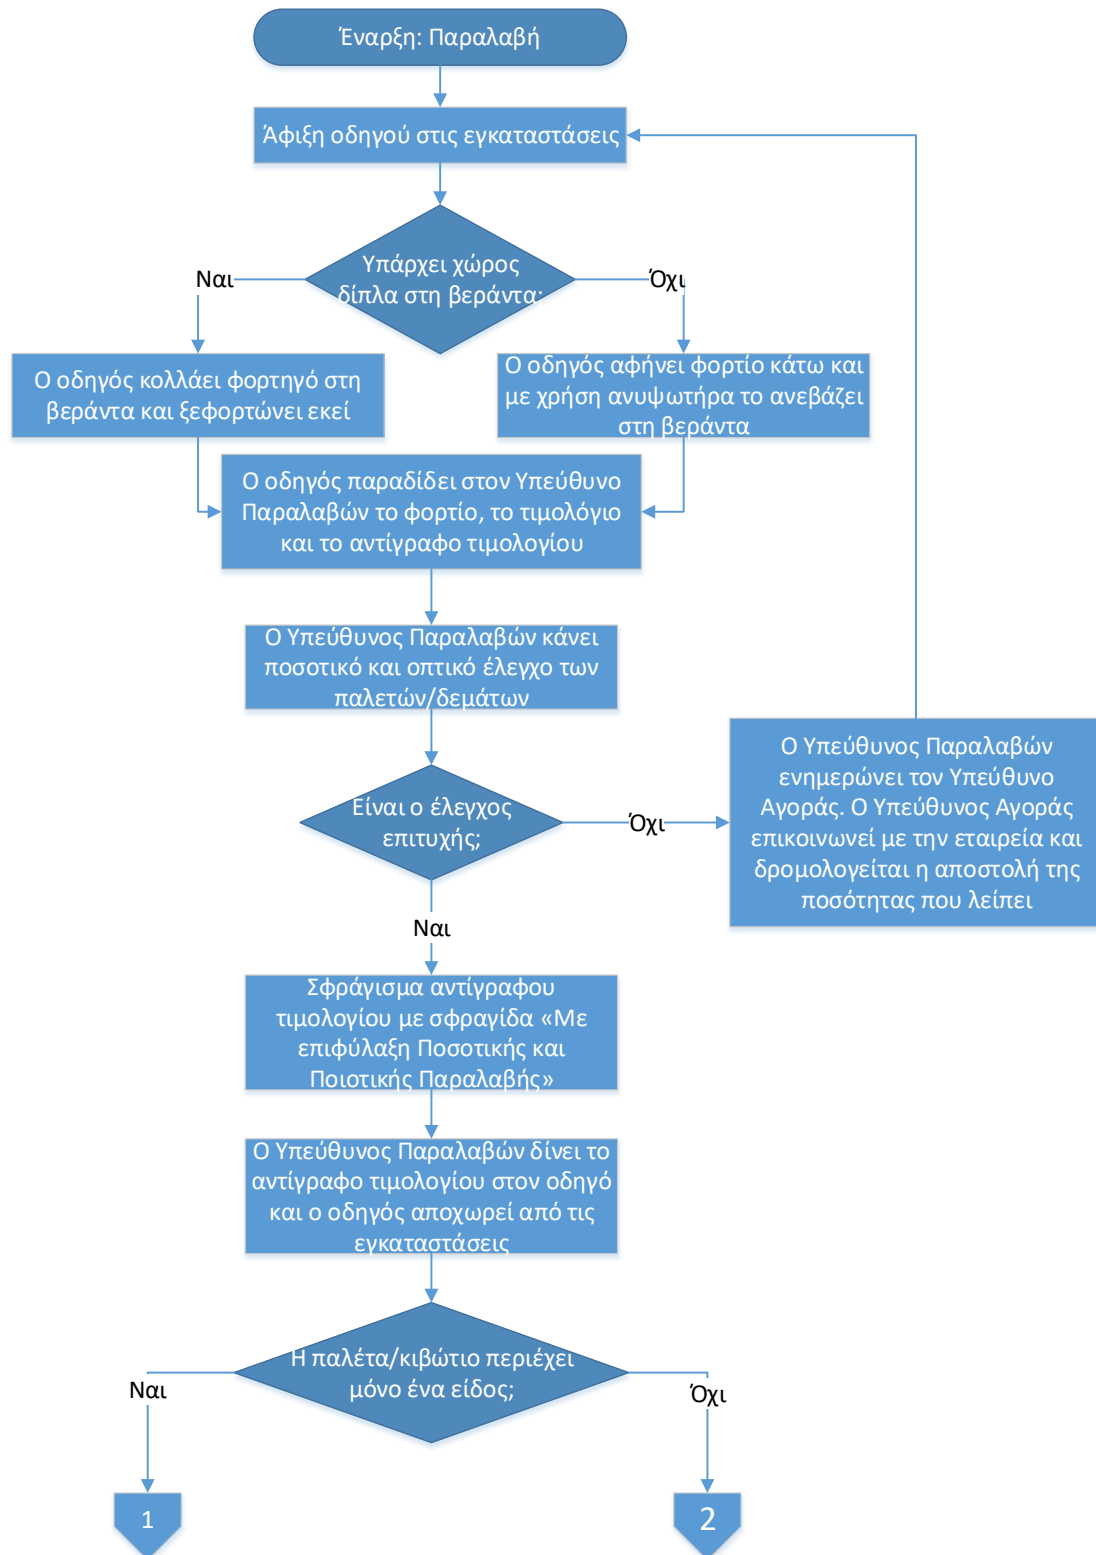 Έναρξη: Παραλαβή
Άφιξη οδηγού στις εγκαταστάσεις
Υπάρχει χώρος
δίπλα στη βεράντα;
Ναι
Όχι
Ο οδηγός κολλάει φορτηγό στη
βεράντα και ξεφορτώνει εκεί
Ο οδηγός αφήνει φορτίο κάτω και
με χρήση ανυψωτήρα το ανεβάζει
στη βεράντα
Ο οδηγός παραδίδει στον Υπεύθυνο
Παραλαβών το φορτίο, το τιμολόγιο
και το αντίγραφο τιμολογίου
Ο Υπεύθυνος Παραλαβών κάνει
ποσοτικό και οπτικό έλεγχο των
παλετών/δεμάτων
Είναι ο έλεγχος
επιτυχής;
Όχι
Ο Υπεύθυνος Παραλαβών
ενημερώνει τον Υπεύθυνο
Αγοράς. Ο Υπεύθυνος Αγοράς
επικοινωνεί με την εταιρεία και
δρομολογείται η αποστολή της
ποσότητας που λείπει
Ναι
Σφράγισμα αντίγραφου
τιμολογίου με σφραγίδα «Με
επιφύλαξη Ποσοτικής και
Ποιοτικής Παραλαβής»
Ο Υπεύθυνος Παραλαβών δίνει το
αντίγραφο τιμολογίου στον οδηγό
και ο οδηγός αποχωρεί από τις
εγκαταστάσεις
Η παλέτα/κιβώτιο περιέχει
μόνο ένα είδος;
Ναι
Όχι
1
2